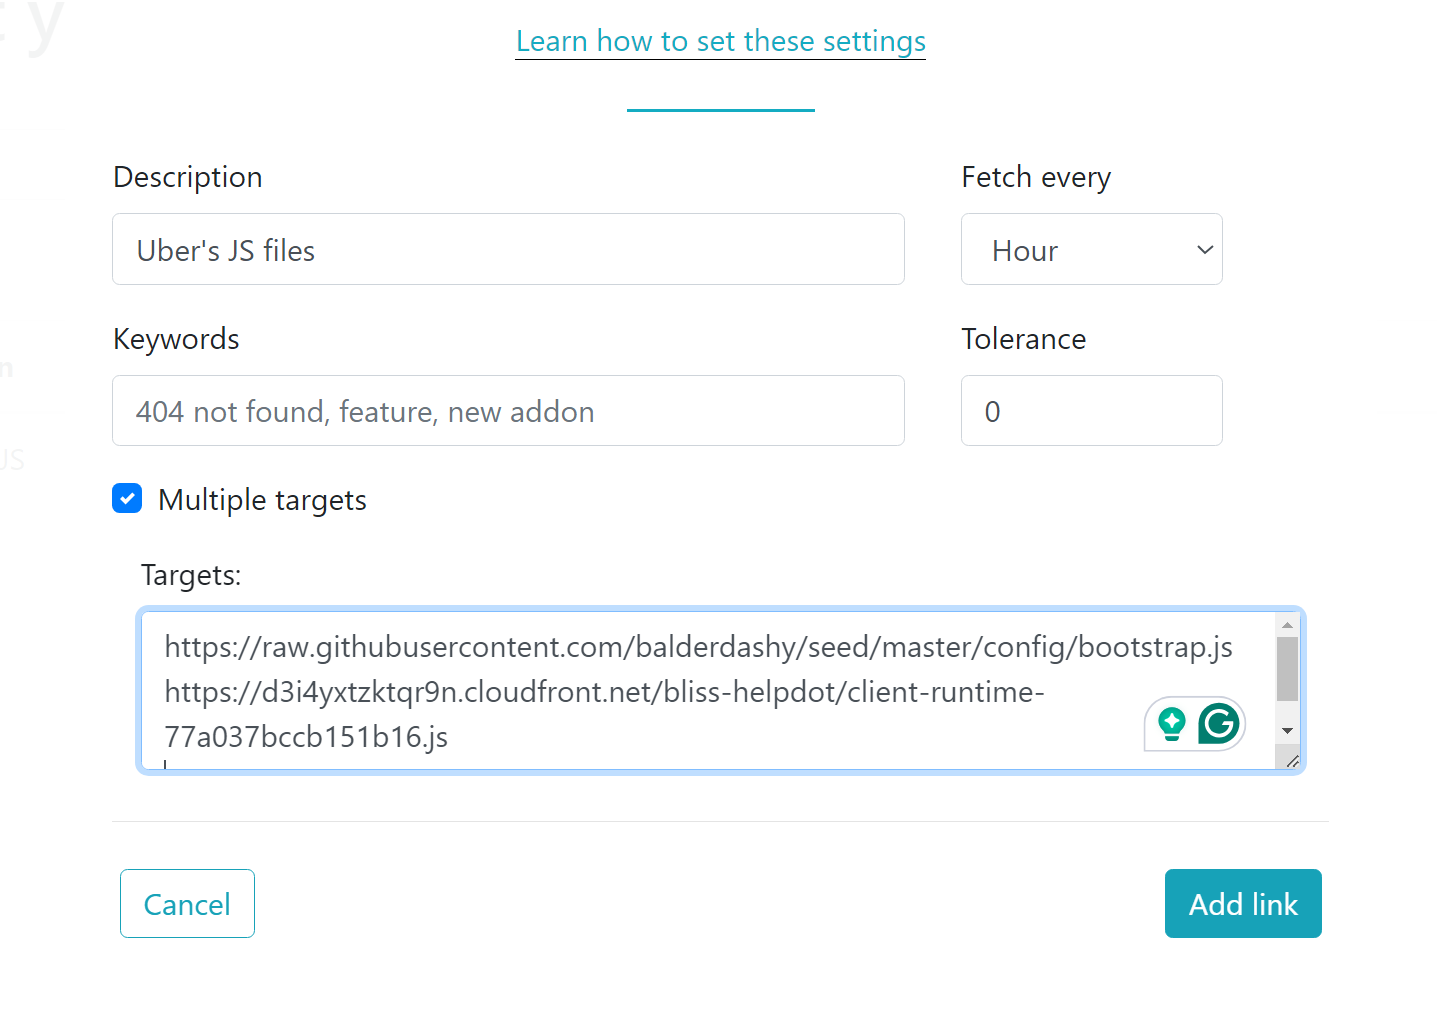 Learn how to set these settings
Description
Fetch every
Uber's JS files
Hour
Keywords
Tolerance
404 not found, feature, new addon
0
Multiple targets
Targets:
https://raw.githubusercontent.com/balderdashy/seed/master/config/bootstrap.js
https://d3i4yxtzktqr9n.cloudfront.net/bliss-helpdot/client-runtime-
77a037bccb151b16.js
Cancel
Add link